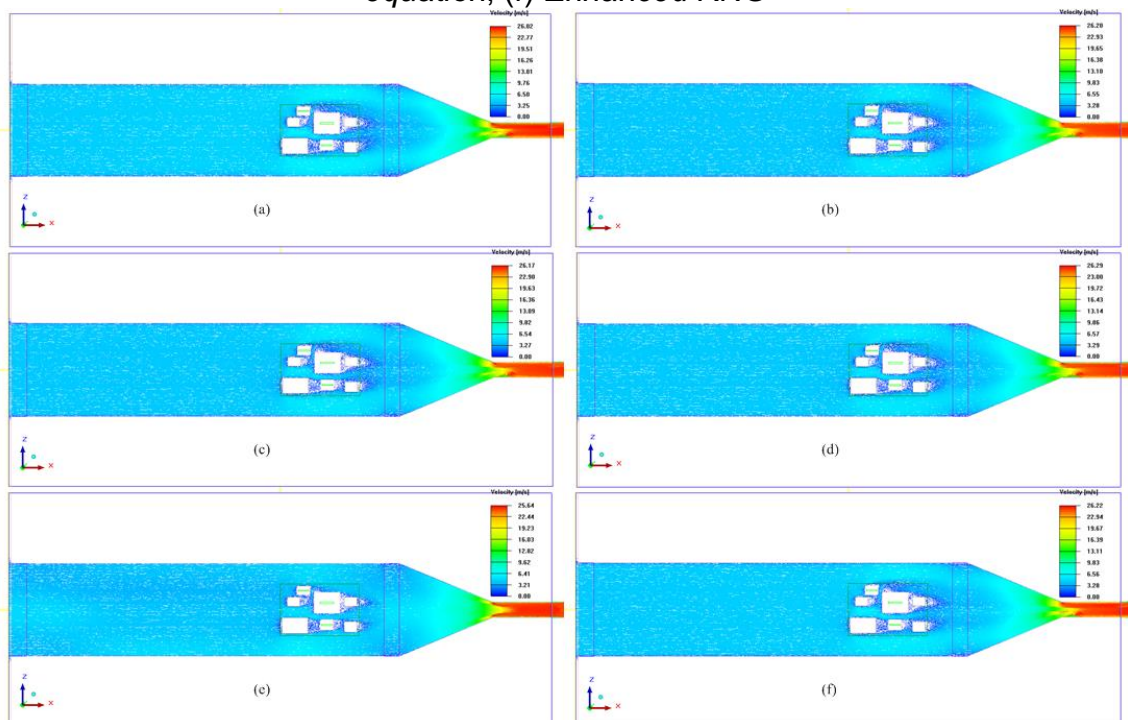 equation; (f) Enhanced RNG
Velocity [m/s]
26.02
22.77
19.51
16.26
13.01
9.76
6.50
3.25
0.00
Z
X
(a)
Velocity [m/s]
26.20
22.93
19.65
16.38
13.10
9.83
6.55
3.28
0.00
Z
X
(b)
Velocity [m/s]
26.17
22.90
19.63
16.36
13.09
9.82
6.54
3.27
0.00
Z
X
(c)
Velocity [m/s]
26.29
23.00
19.72
16.43
13.14
9.86
6.57
3.29
0.00
Z
X
(d)
Velocity [m/s]
25.64
22.44
19.23
16.03
12.82
9.62
6.41
3.21
0.00
Z
X
(e)
Velocity [m/s]
26.22
22.94
19.67
16.39
13.11
9.83
6.56
3.28
0.00
Z
X
(f)